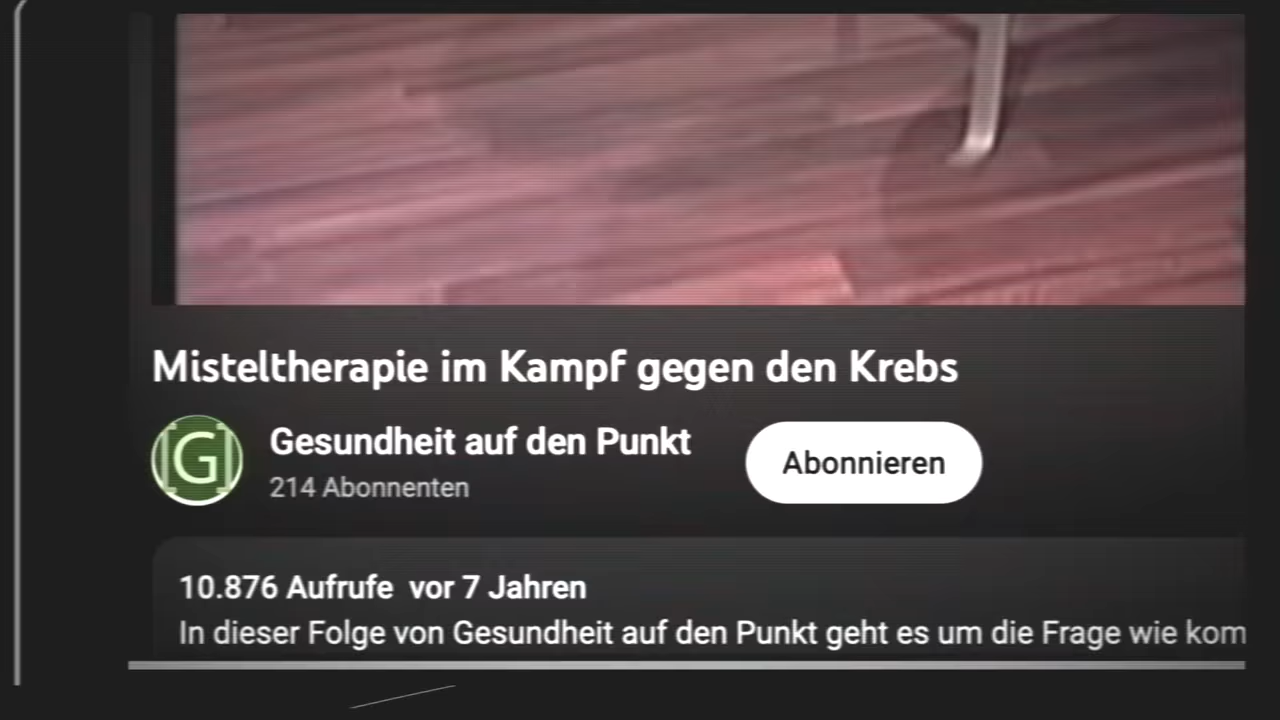 Misteltherapie im Kampf gegen den Krebs
G
Gesundheit auf den Punkt
214 Abonnenten
Abonnieren
10.876 Aufrufe vor 7 Jahren
In dieser Folge von Gesundheit auf den Punkt geht es um die Frage wie kom